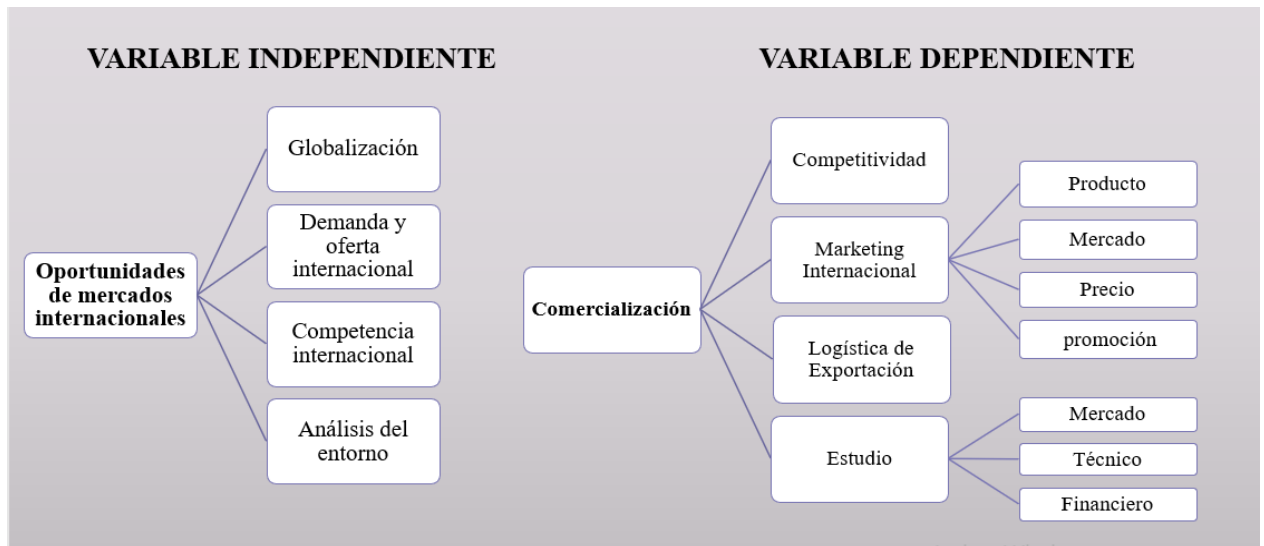 VARIABLE INDEPENDIENTE
Oportunidades
de mercados
internacionales
Globalización
Demanda y
oferta
internacional
Competencia
internacional
Análisis del
entorno
VARIABLE DEPENDIENTE
Comercialización
Competitividad
Marketing
Internacional
Producto
Mercado
Precio
promoción
Logística de
Exportación
Estudio
Mercado
Técnico
Financiero